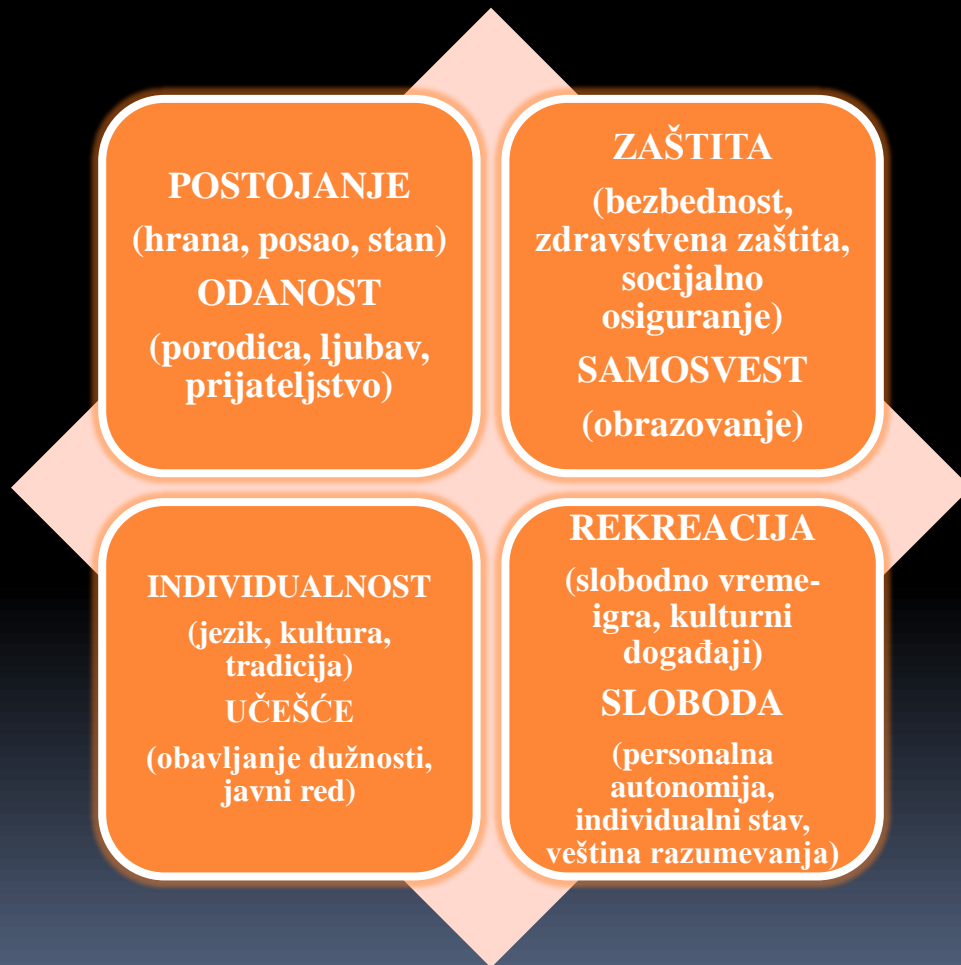 POSTOJANJE
(hrana, posao, stan)
ODANOST
(porodica, ljubav,
prijateljstvo)
ZAŠTITA
(bezbednost,
zdravstvena zaštita,
socijalno
osiguranje)
SAMOSVEST
(obrazovanje)
INDIVIDUALNOST
(jezik, kultura,
tradicija)
UČEŠĆE
(obavljanje dužnosti,
javni red)
REKREACIJA
(slobodno vreme-
igra, kulturni
događaji)
SLOBODA
(personalna
autonomija,
individualni stav,
veština razumevanja)